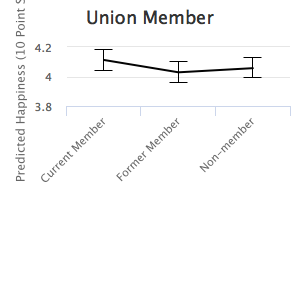 Union Member
Predicted Happiness (10 Point
4.2
4
3.8
Current Member
Former Member
Non-member